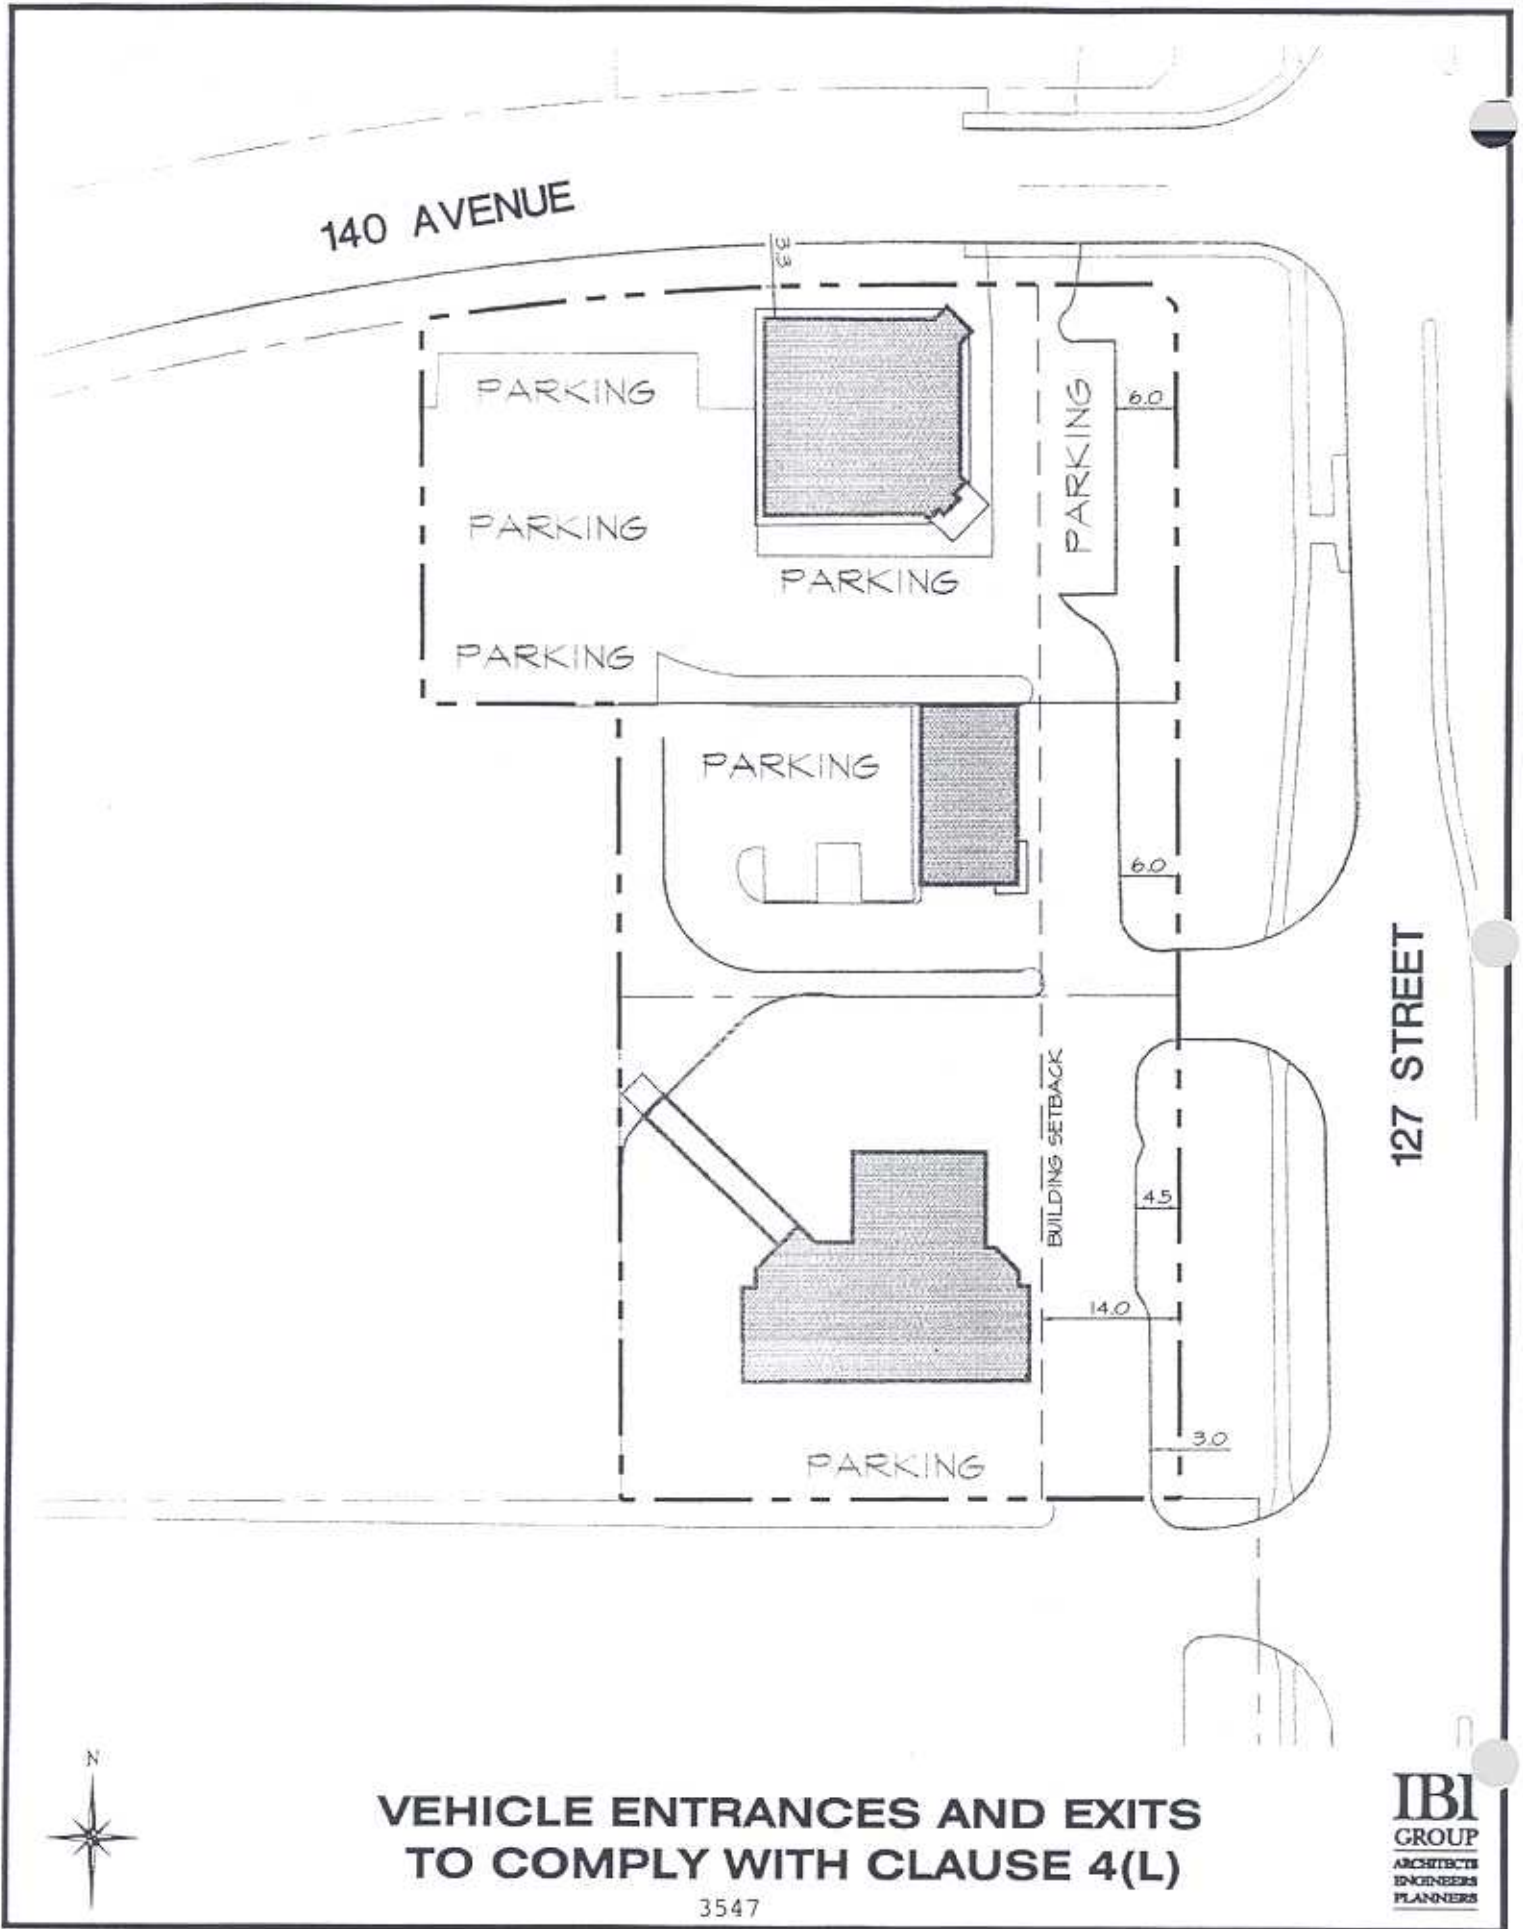 140 AVENUE
3.3
PARKING
PARKING
6.0
PARKING
PARKING
PARKING
PARKING
6.0
127 STREET
BUILDING SETBACK
4.5
14.0
3.0
PARKING
N
VEHICLE ENTRANCES AND EXITS
TO COMPLY WITH CLAUSE 4(L)
3547
IBI
GROUP
ARCHITECTS
ENGINEERS
PLANNERS